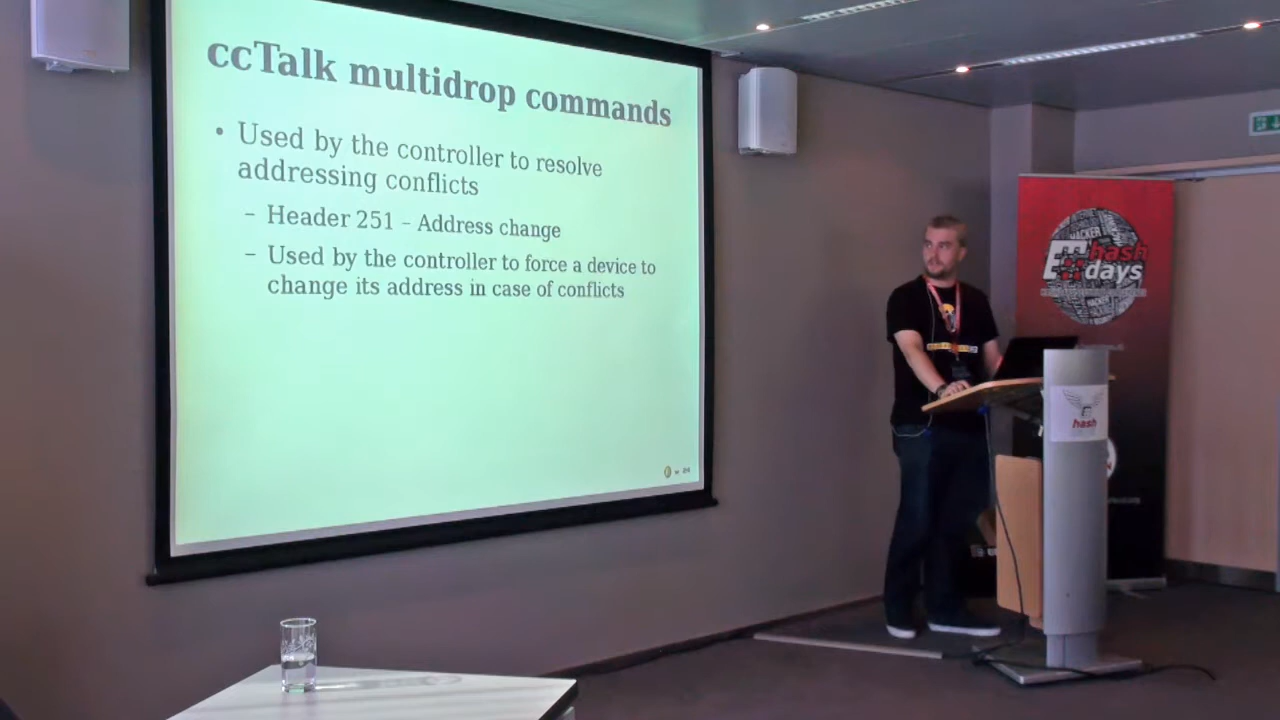 ccTalk multidrop commands
• Used by the controller to resolve
addressing conflicts
– Header 251 – Address change
– Used by the controller to force a device to
change its address in case of conflicts
HACKER
hash
days
hash